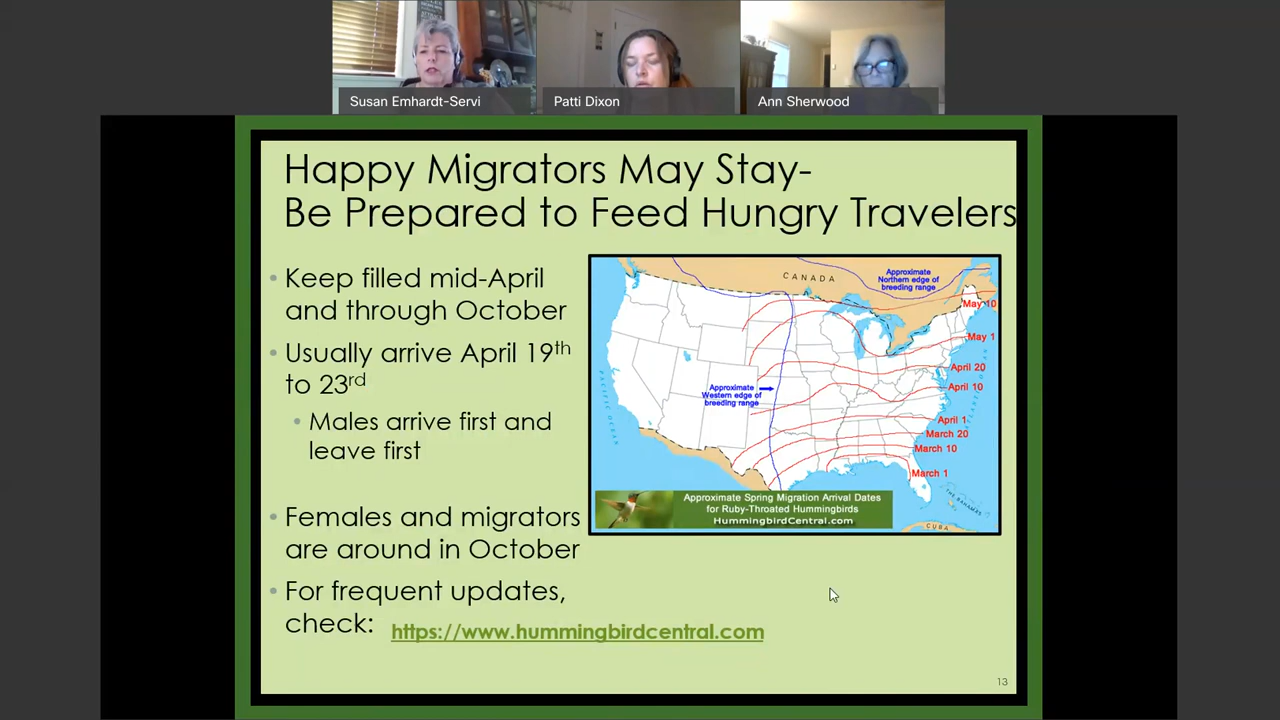 Susan Emhardt-Servi
Patti Dixon
Ann Sherwood
Happy Migrators May Stay-
Be Prepared to Feed Hungry Travelers
• Keep filled mid-April
and through October
• Usually arrive April 19th
to 23rd
• Males arrive first and
leave first
• Females and migrators
are around in October
• For frequent updates,
check: https://www.hummingbirdcentral.com
CANADA
Approximate
Northern edge of
breeding range
May 10
May 1
April 20
April 10
April 1
March 20
March 10
March 1
Approximate
Western edge of
breeding range
PACIFIC OCEAN
THE BAHAMAS
CUBA
Approximate Spring Migration Arrival Dates
for Ruby-Throated Hummingbirds
HummingbirdCentral.com
13